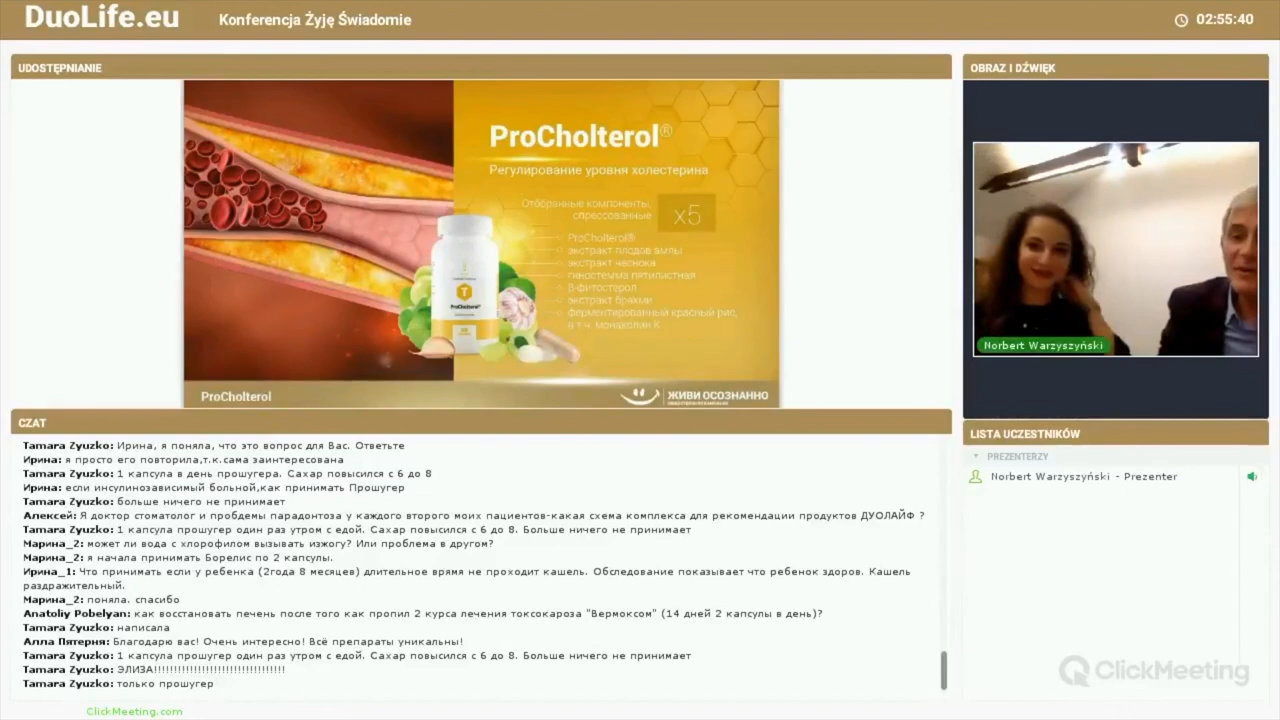 DuoLife.eu
Konferencja Żyję Świadomie
02:55:40
UDOSTĘPNIANIE
ProCholterol®
Регулирование уровня холестерина
Отобранные компоненты,
спрессованные
x5
ProCholterol®
экстракт плодов амлы
экстракт чеснока
гиностемма пятилистная
β-фитостерол
экстракт брахми
ферментированный красный рис,
в т.ч. монаколин К
T
ProCholterol®
ProCholterol
ЖИВИ ОСОЗНАННО
OBRAZ I DŹWIĘK
Norbert Warzyszyński
LISTA UCZESTNIKÓW
PREZENTERZY
Norbert Warzyszyński - Prezenter
CZAT
Tamara Zyuzko: Ирина, я поняла, что это вопрос для Вас. Ответьте
Ирина: я просто его повторила,т.к.сама заинтересована
Tamara Zyuzko: 1 капсула в день прошугера. Сахар повысился с 6 до 8
Ирина: если инсулинозависимый больной,как принимать Прошугер
Tamara Zyuzko: больше ничего не принимает
Алексей: Я доктор стоматолог и пробдемы парадонтоза у каждого второго моих пациентов-какая схема комплекса для рекомендации продуктов ДУОЛАЙФ ?
Tamara Zyuzko: 1 капсула прошугер один раз утром с едой. Сахар повысился с 6 до 8. Больше ничего не принимает
Марина_2: может ли вода с хлорофилом вызывать изжогу? Или проблема в другом?
Марина_2: я начала принимать Борелис по 2 капсулы.
Ирина_1: Что принимать если у ребенка (2года 8 месяцев) длительное врямя не проходит кашель. Обследование показывает что ребенок здоров. Кашель
раздражительный.
Марина_2: поняла. спасибо
Anatoliy Pobelyan: как восстановать печень после того как пропил 2 курса лечения токсокароза "Вермоксом" (14 дней 2 капсулы в день)?
Tamara Zyuzko: написала
Алла Пятерня: Благодарю вас! Очень интересно! Всё препараты уникальны!
Tamara Zyuzko: 1 капсула прошугер один раз утром с едой. Сахар повысился с 6 до 8. Больше ничего не принимает
Tamara Zyuzko: ЭЛИЗА!!!!!!!!!!!!!!!!!!!!!!!!!!!!!!!!
Tamara Zyuzko: только прошугер
ClickMeeting
ClickMeeting.com